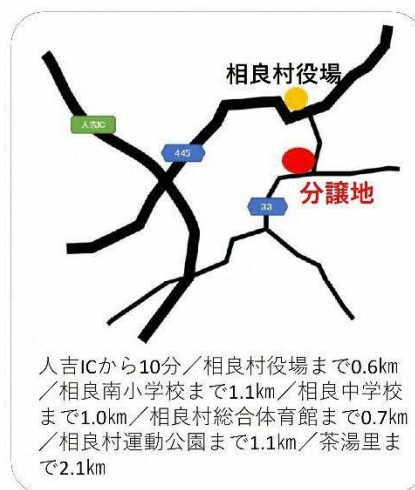 相良村役場
人吉IC
445
分譲地
33
人吉ICから10分／相良村役場まで0.6km
／相良南小学校まで1.1km／相良中学校
まで1.0km／相良村総合体育館まで0.7km
／相良村運動公園まで1.1km／茶湯里ま
で2.1km